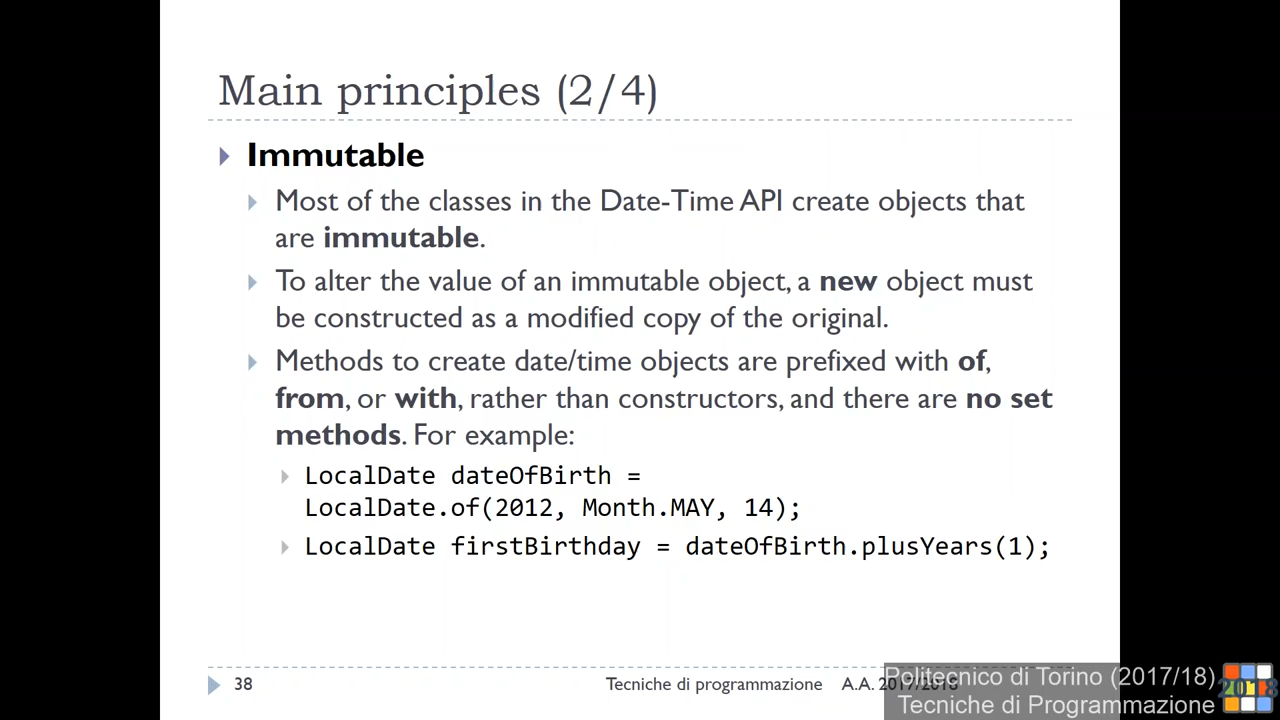 Main principles (2/4)
Immutable
Most of the classes in the Date-Time API create objects that
are immutable.
To alter the value of an immutable object, a new object must
be constructed as a modified copy of the original.
Methods to create date/time objects are prefixed with of,
from, or with, rather than constructors, and there are no set
methods. For example:
LocalDate dateOfBirth =
LocalDate.of(2012, Month.MAY, 14);
LocalDate firstBirthday = dateOfBirth.plusYears(1);
38
Tecniche di programmazione A.A. 2017/2018
Politecnico di Torino (2017/18)
Tecniche di Programmazione
2018